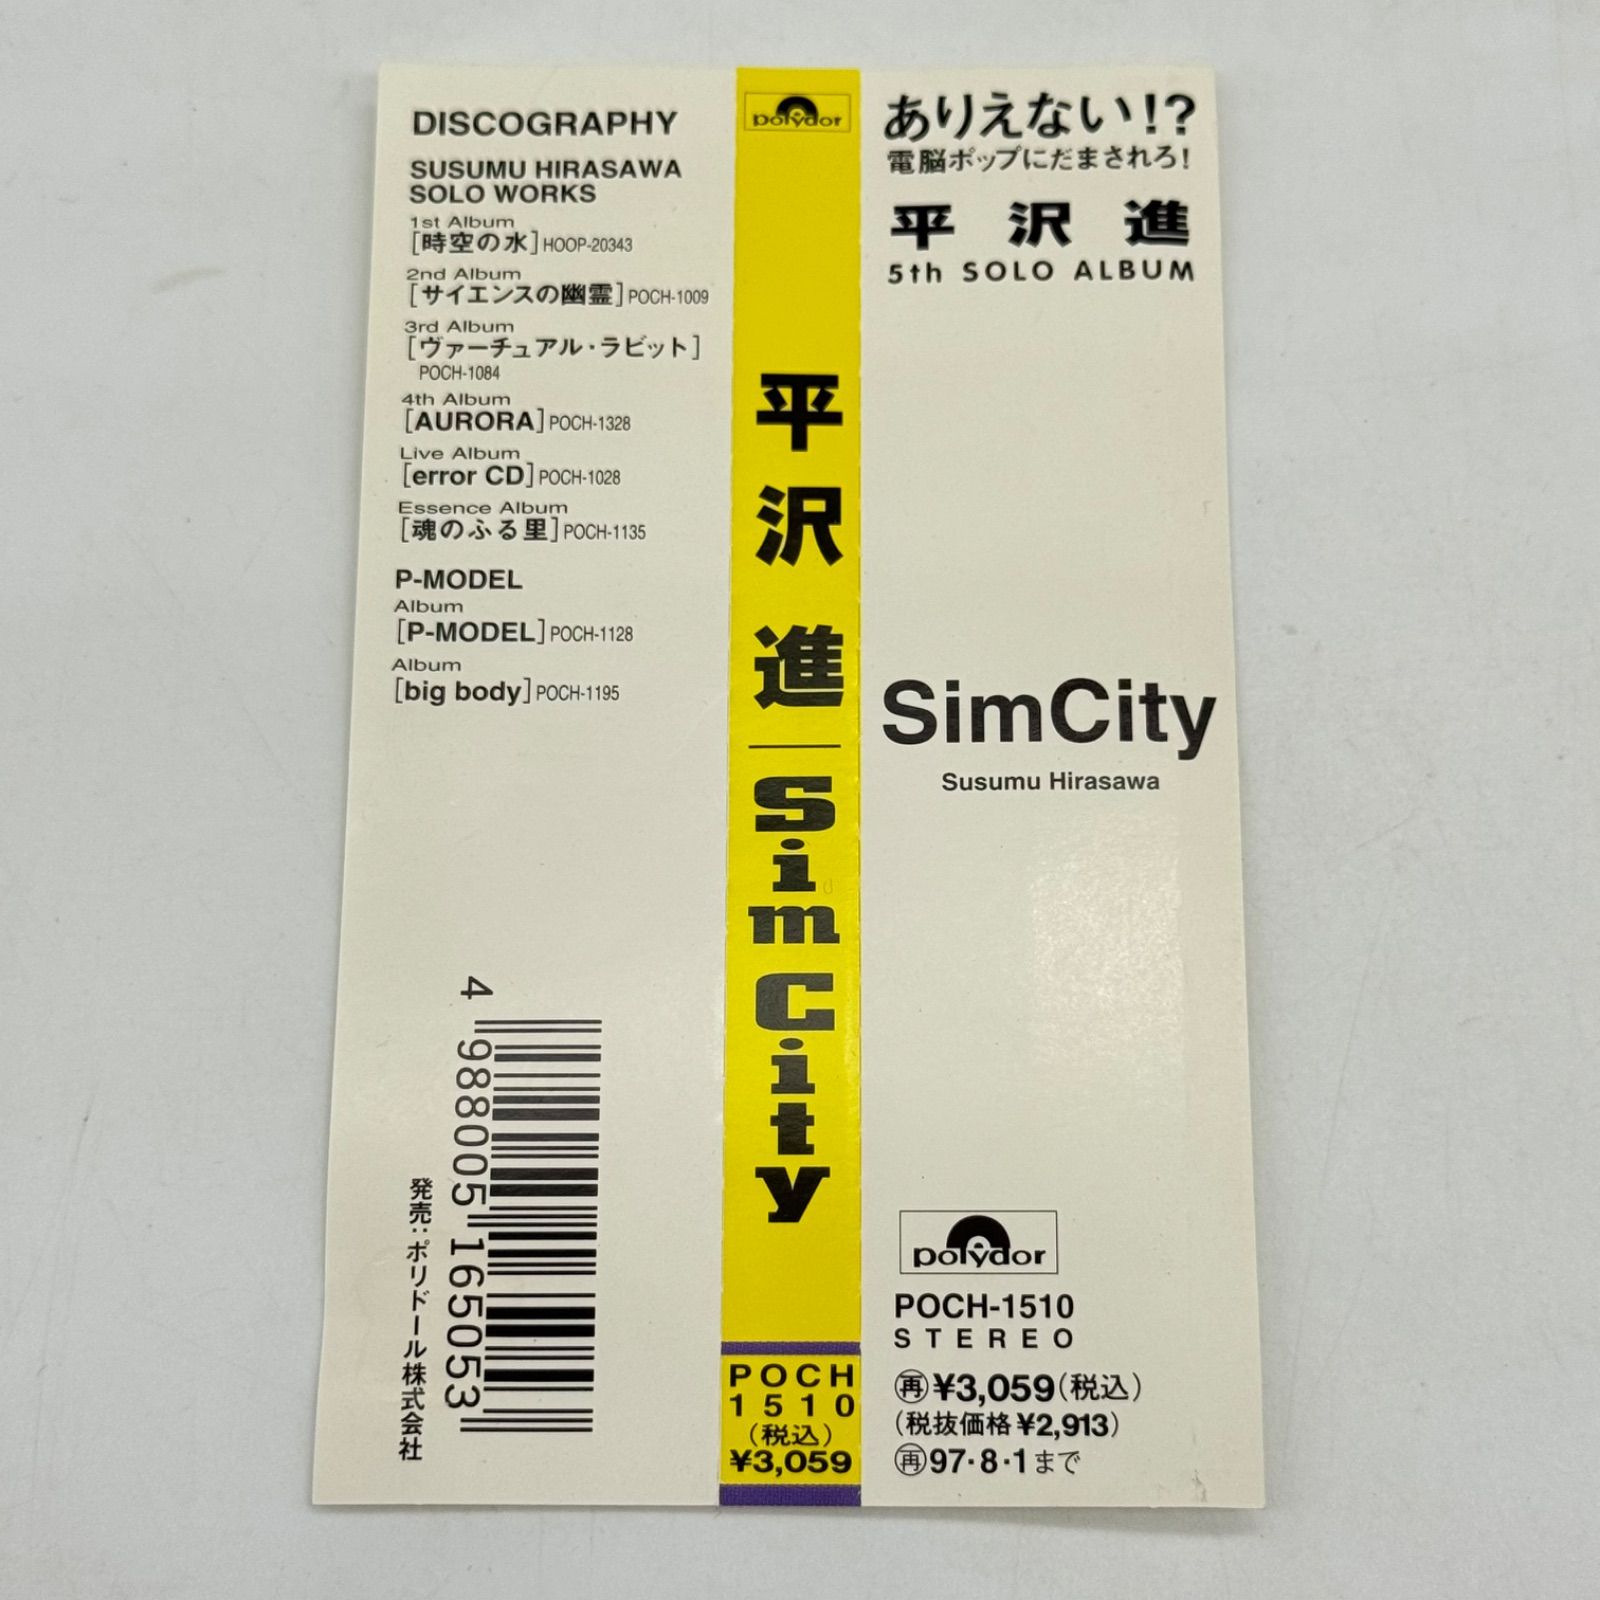 DISCOGRAPHY
SUSUMU HIRASAWA
SOLO WORKS
1st Album
[時空の水]HOOP-20343
2nd Album
[サイエンスの幽霊]POCH-1009
3rd Album
[ヴァーチュアル・ラビット]
POCH-1084
4th Album
[AURORA]POCH-1328
Live Album
[error CD]POCH-1028
Essence Album
[魂のふる里]POCH-1135
P-MODEL
Album
[P-MODEL]POCH-1128
Album
[big body]POCH-1195
4 988005 165053
発売:ポリドール株式会社
polydor
平沢進|SimCity
POCH
1510
(税込)
¥3,059
ありえない!?
電脳ポップにだまされろ!
平沢進
5th SOLO ALBUM
SimCity
Susumu Hirasawa
polydor
POCH-1510
STEREO
㊢¥3,059(税込)
(税抜価格¥2,913)
再97・8・1まで